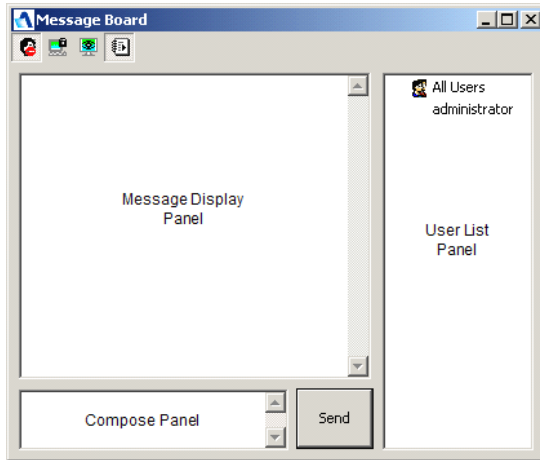 Message Board
All Users
administrator
Message Display
Panel
User List
Panel
Compose Panel
Send